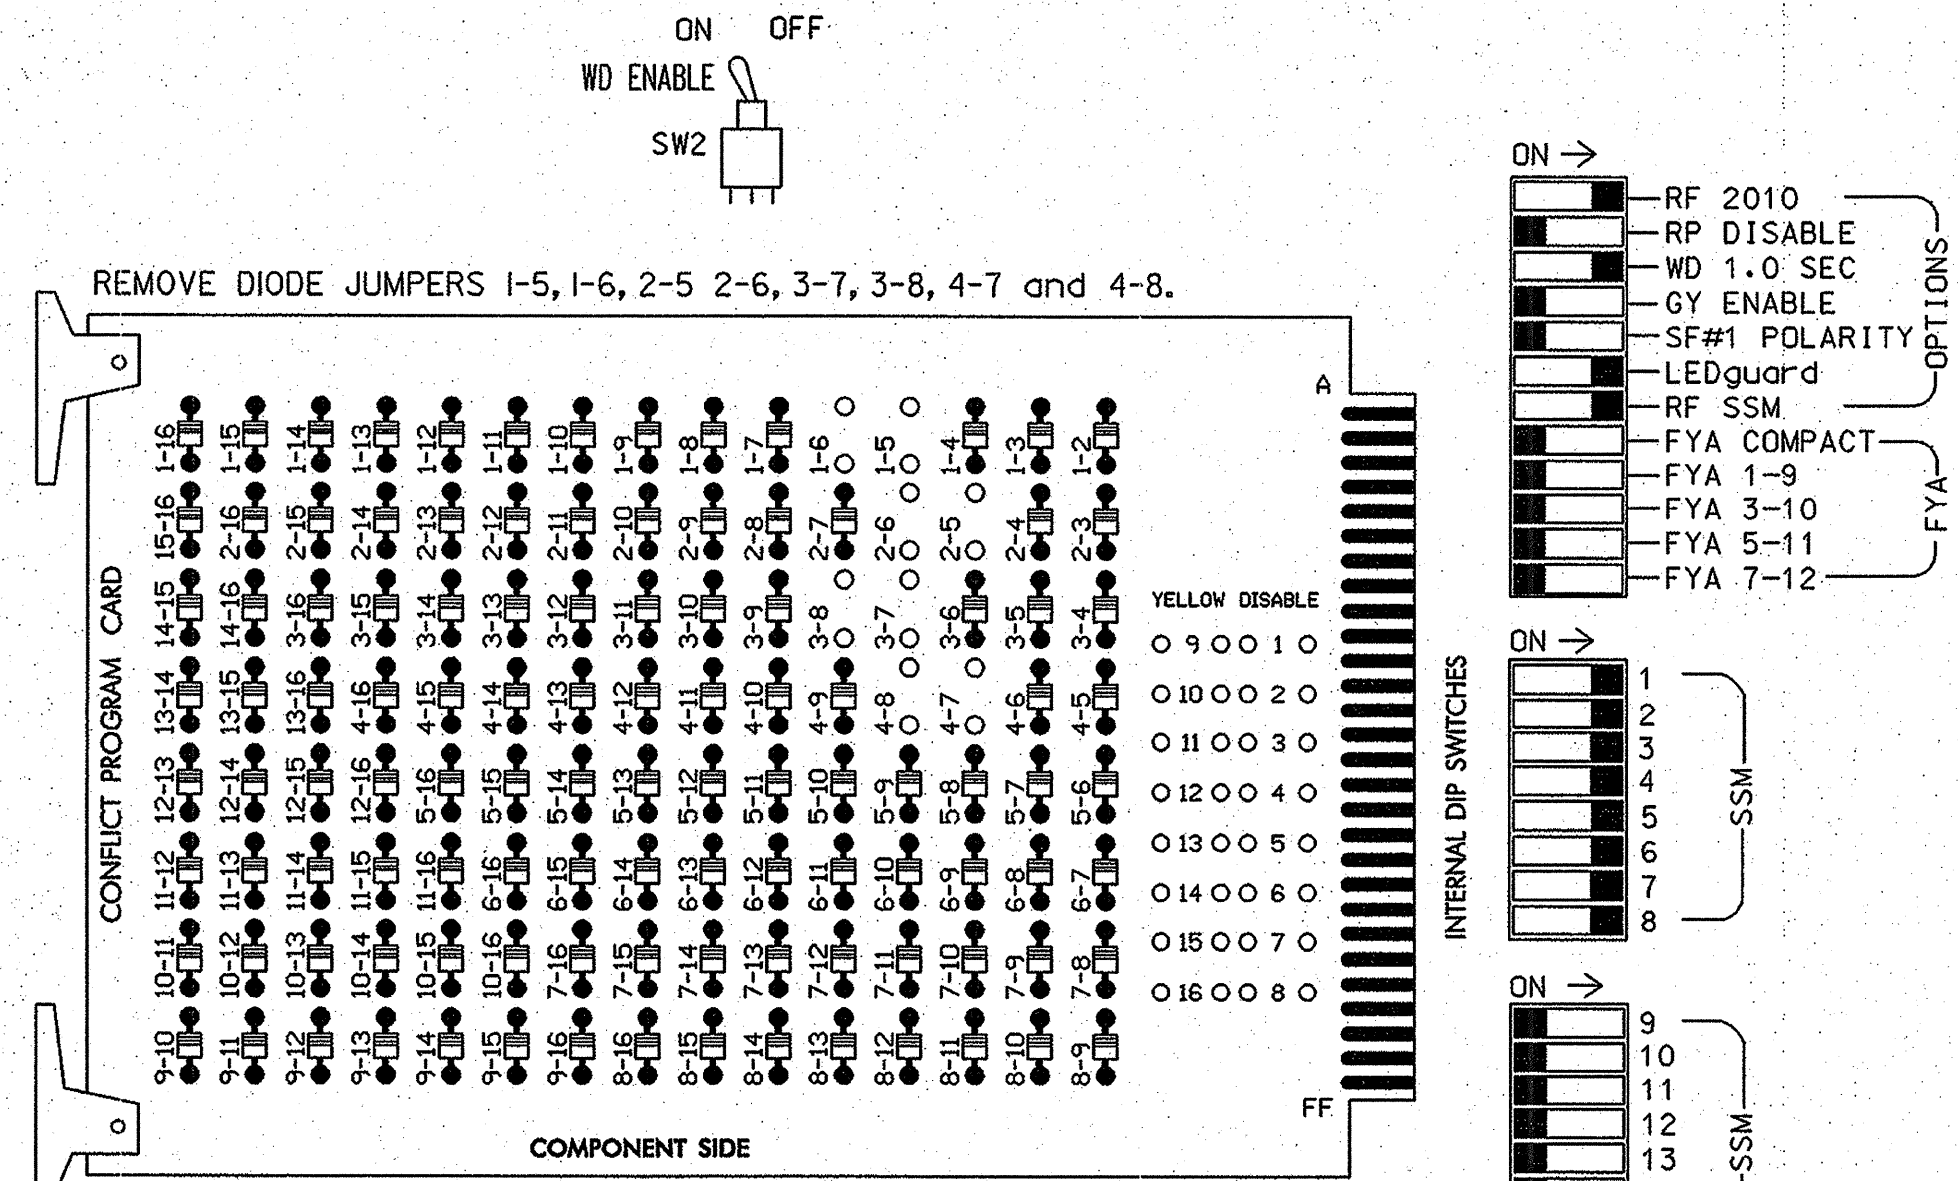 ON OFF
WD ENABLE
SW2
REMOVE DIODE JUMPERS 1-5, 1-6, 2-5 2-6, 3-7, 3-8, 4-7 and 4-8.
A
1-16 1-15 1-14 1-13 1-12 1-11 1-10 1-9 1-8 1-7 1-6 1-5 1-4 1-3 1-2
15-16 2-16 2-15 2-14 2-13 2-12 2-11 2-10 2-9 2-8 2-7 2-6 2-5 2-4 2-3
14-15 14-16 3-16 3-15 3-14 3-13 3-12 3-11 3-10 3-9 3-8 3-7 3-6 3-5 3-4
13-14 13-15 13-16 4-16 4-15 4-14 4-13 4-12 4-11 4-10 4-9 4-8 4-7 4-6 4-5
12-13 12-14 12-15 12-16 5-16 5-15 5-14 5-13 5-12 5-11 5-10 5-9 5-8 5-7 5-6
11-12 11-13 11-14 11-15 11-16 6-16 6-15 6-14 6-13 6-12 6-11 6-10 6-9 6-8 6-7
10-11 10-12 10-13 10-14 10-15 10-16 7-16 7-15 7-14 7-13 7-12 7-11 7-10 7-9 7-8
9-10 9-11 9-12 9-13 9-14 9-15 9-16 8-16 8-15 8-14 8-13 8-12 8-11 8-10 8-9
CONFLICT PROGRAM CARD
YELLOW DISABLE
9 1
10 2
11 3
12 4
13 5
14 6
15 7
16 8
FF
COMPONENT SIDE
INTERNAL DIP SWITCHES
ON →
RF 2010
RP DISABLE
WD 1.0 SEC
GY ENABLE
SF#1 POLARITY
LEDguard
RF SSM
OPTIONS
FYA COMPACT
FYA 1-9
FYA 3-10
FYA 5-11
FYA 7-12
FYA
ON →
1
2
3
4
5
6
7
8
SSM
ON →
9
10
11
12
13
SSM